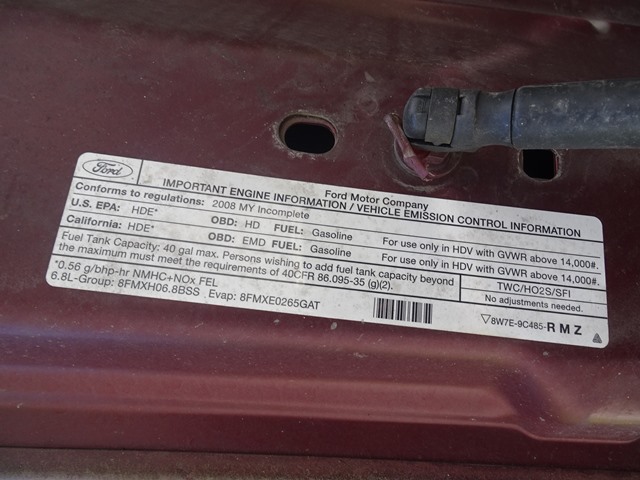 Ford
Ford Motor Company
IMPORTANT ENGINE INFORMATION / VEHICLE EMISSION CONTROL INFORMATION
Conforms to regulations: 2008 MY Incomplete
U.S. EPA: HDE* OBD: HD FUEL: Gasoline For use only in HDV with GVWR above 14,000#.
California: HDE* OBD: EMD FUEL: Gasoline For use only in HDV with GVWR above 14,000#.
Fuel Tank Capacity: 40 gal max. Persons wishing to add fuel tank capacity beyond
the maximum must meet the requirements of 40CFR 86.095-35 (g)(2).
TWC/HO2S/SFI
No adjustments needed.
*0.56 g/bhp-hr NMHC+NOx FEL
6.8L-Group: 8FMXH06.8BSS Evap: 8FMXE0265GAT
▽8W7E-9C485-R M Z